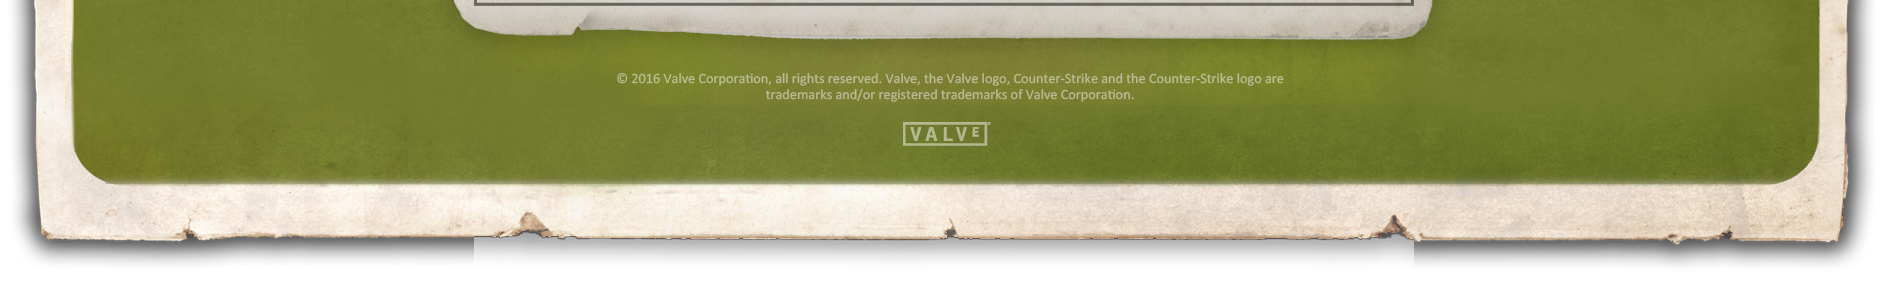 © 2016 Valve Corporation, all rights reserved. Valve, the Valve logo, Counter-Strike and the Counter-Strike logo are
trademarks and/or registered trademarks of Valve Corporation.
VALVE